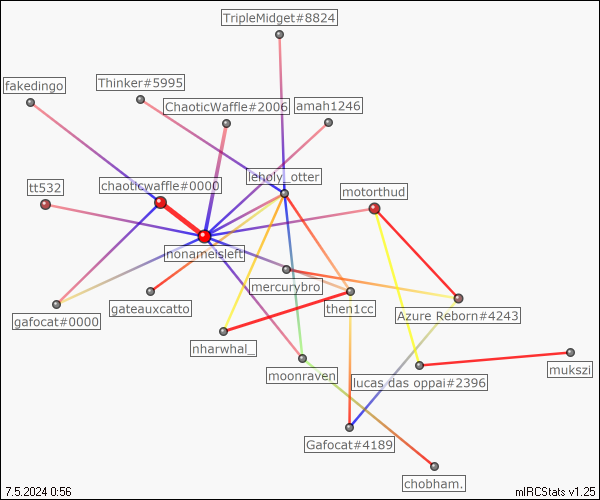 TripleMidget#8824
fakedingo
Thinker#5995
ChaoticWaffle#2006
amah1246
leholy_otter
tt532
chaoticwaffle#0000
motorthud
nonameisleft
mercurybro
gafocat#0000
gateauxcatto
then1cc
Azure Reborn#4243
nharwhal_
moonraven
lucas das oppai#2396
mukszi
Gafocat#4189
chobham.
7.5.2024 0:56
mIRCStats v1.25